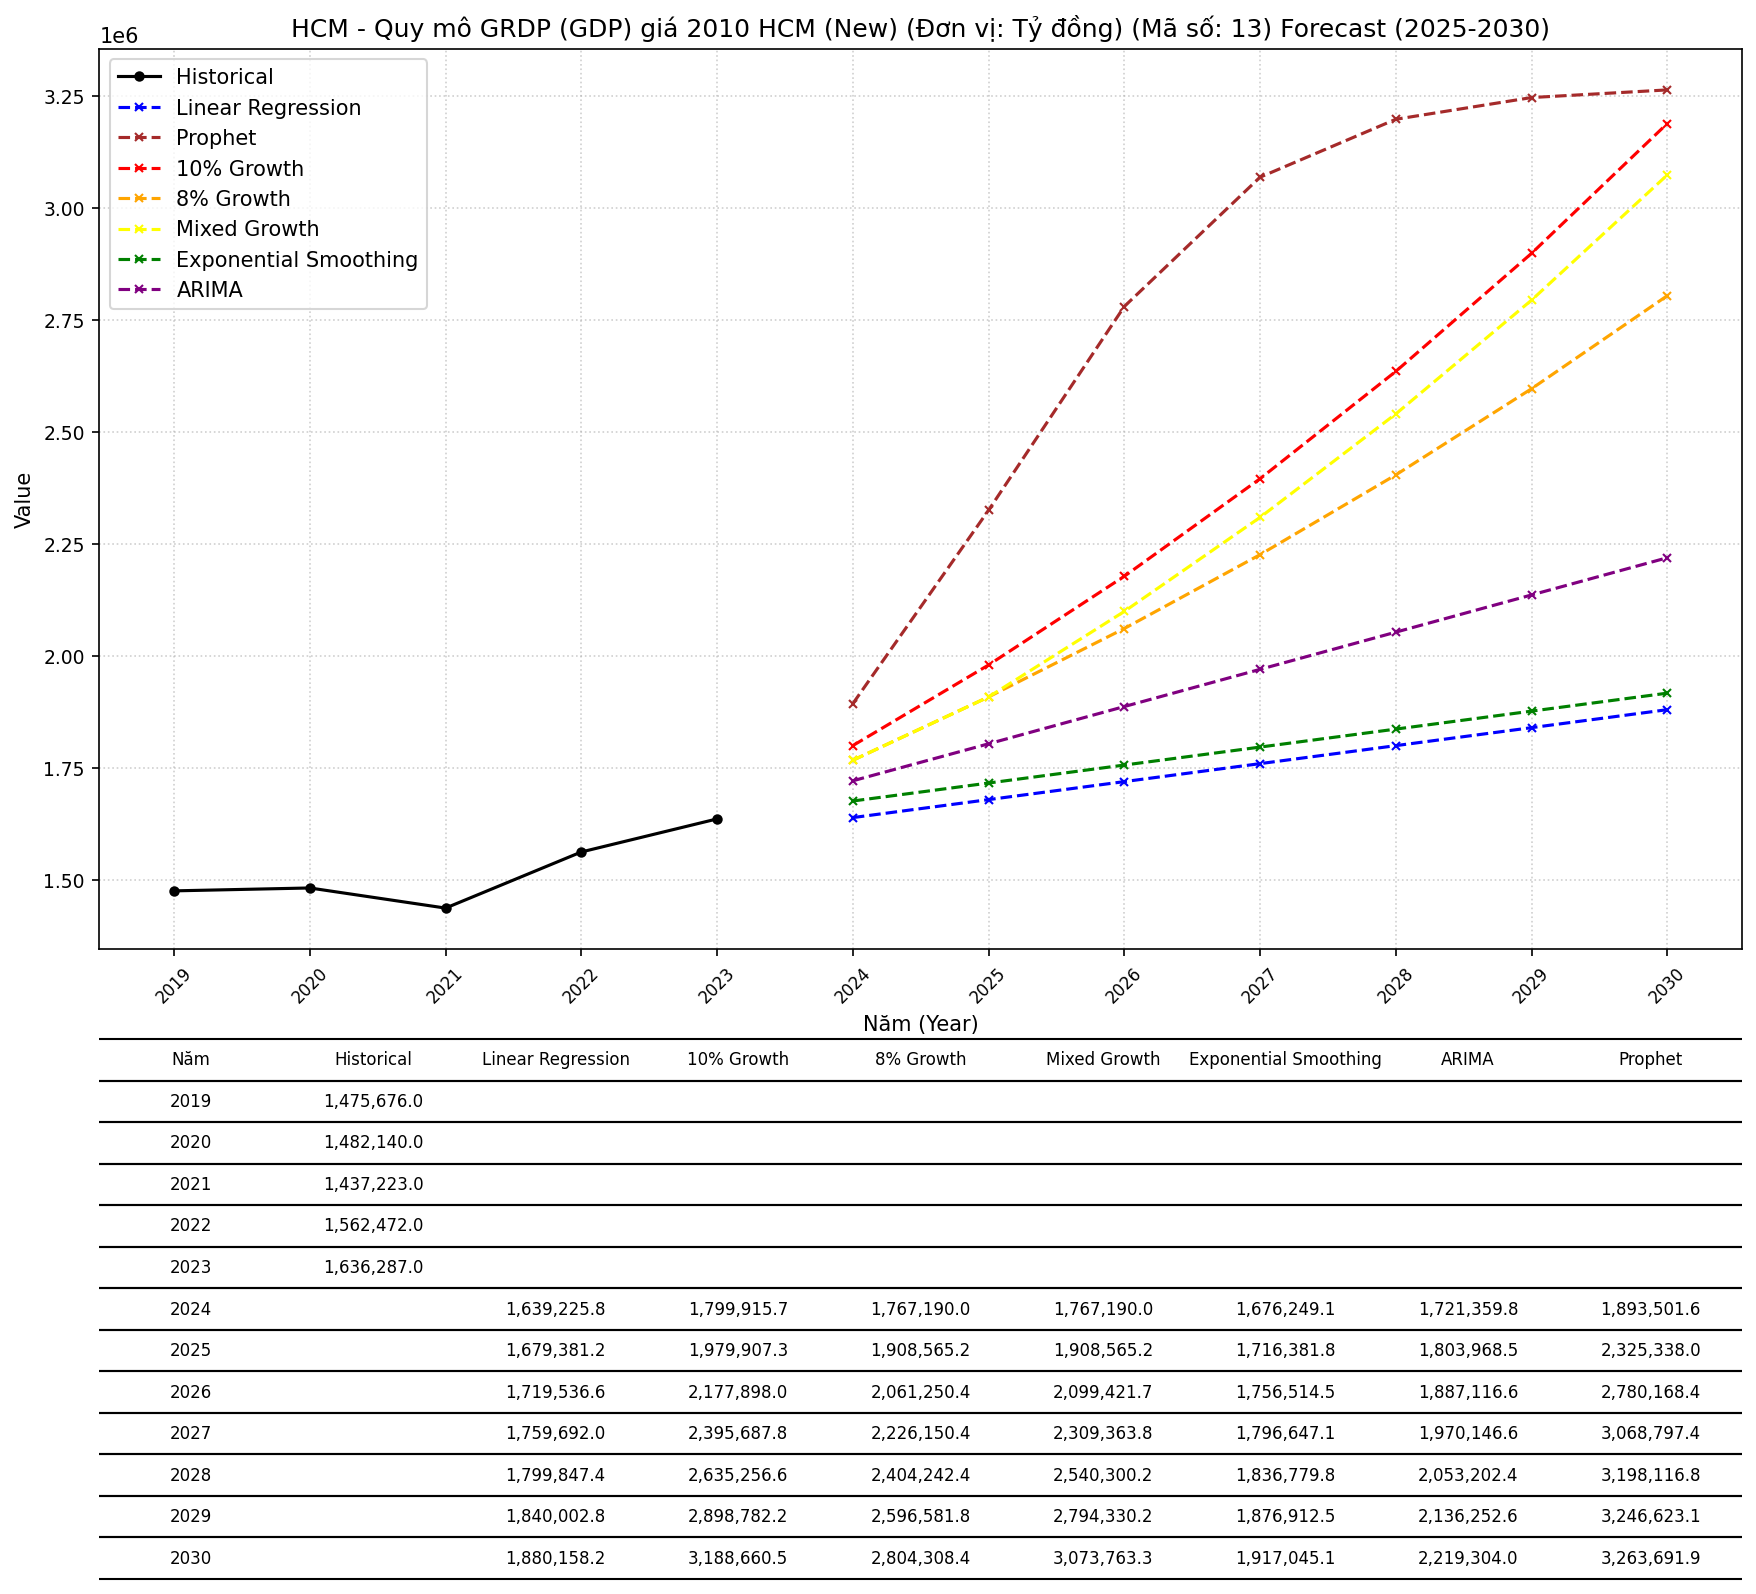 HCM - Quy mô GRDP (GDP) giá 2010 HCM (New) (Đơn vị: Tỷ đồng) (Mã số: 13) Forecast (2025-2030)
1e6
Historical
Linear Regression
Prophet
10% Growth
8% Growth
Mixed Growth
Exponential Smoothing
ARIMA
3.25
3.00
2.75
2.50
2.25
2.00
1.75
1.50
Value
2019 2020 2021 2022 2023 2024 2025 2026 2027 2028 2029 2030
Năm (Year)
Năm Historical Linear Regression 10% Growth 8% Growth Mixed Growth Exponential Smoothing ARIMA Prophet
2019 1,475,676.0
2020 1,482,140.0
2021 1,437,223.0
2022 1,562,472.0
2023 1,636,287.0
2024 1,639,225.8 1,799,915.7 1,767,190.0 1,767,190.0 1,676,249.1 1,721,359.8 1,893,501.6
2025 1,679,381.2 1,979,907.3 1,908,565.2 1,908,565.2 1,716,381.8 1,803,968.5 2,325,338.0
2026 1,719,536.6 2,177,898.0 2,061,250.4 2,099,421.7 1,756,514.5 1,887,116.6 2,780,168.4
2027 1,759,692.0 2,395,687.8 2,226,150.4 2,309,363.8 1,796,647.1 1,970,146.6 3,068,797.4
2028 1,799,847.4 2,635,256.6 2,404,242.4 2,540,300.2 1,836,779.8 2,053,202.4 3,198,116.8
2029 1,840,002.8 2,898,782.2 2,596,581.8 2,794,330.2 1,876,912.5 2,136,252.6 3,246,623.1
2030 1,880,158.2 3,188,660.5 2,804,308.4 3,073,763.3 1,917,045.1 2,219,304.0 3,263,691.9